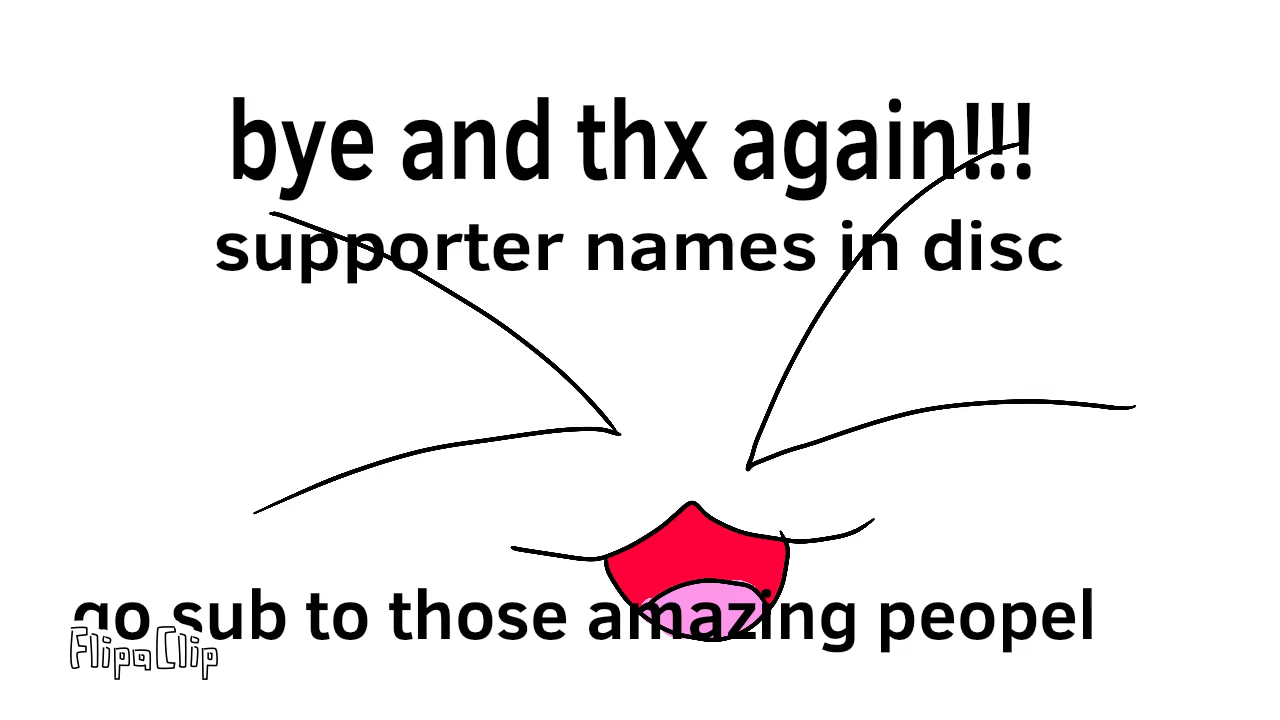 bye and thx again!!!
supporter names in disc
go sub to those amazing peopel
FlipaClip